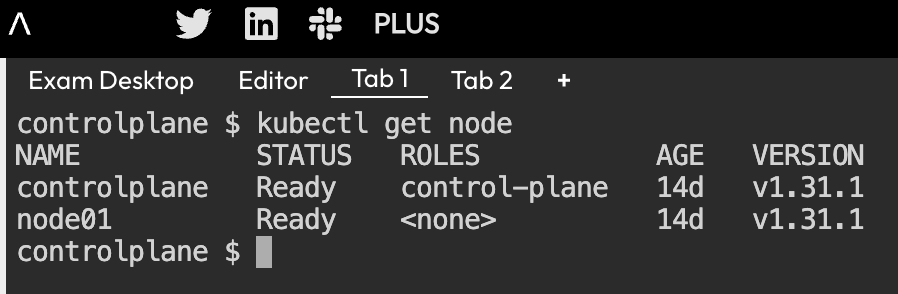 PLUS
Exam Desktop Editor Tab 1 Tab 2 +
controlplane $ kubectl get node
NAME STATUS ROLES AGE VERSION
controlplane Ready control-plane 14d v1.31.1
node01 Ready <none> 14d v1.31.1
controlplane $